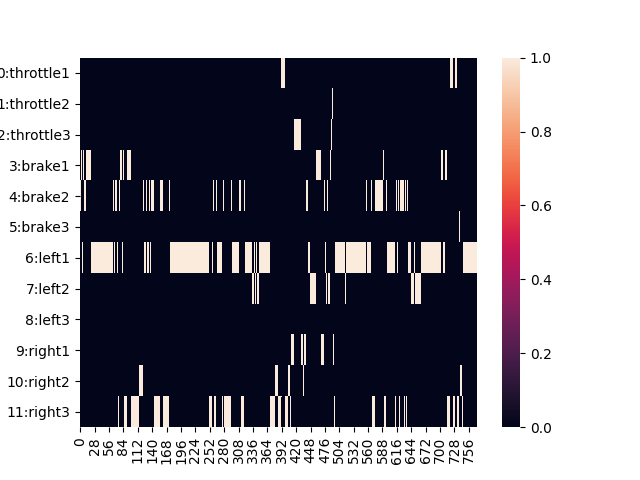 0:throttle1
1:throttle2
2:throttle3
3:brake1
4:brake2
5:brake3
6:left1
7:left2
8:left3
9:right1
10:right2
11:right3
0 28 56 84 112 140 168 196 224 252 280 308 336 364 392 420 448 476 504 532 560 588 616 644 672 700 728 756
1.0
0.8
0.6
0.4
0.2
0.0